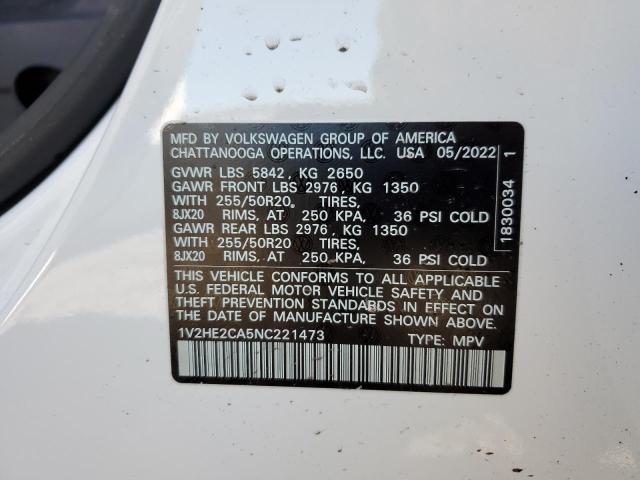 MFD BY VOLKSWAGEN GROUP OF AMERICA
CHATTANOOGA OPERATIONS, LLC. USA 05/2022
GVWR LBS 5842, KG 2650
GAWR FRONT LBS 2976, KG 1350
WITH 255/50R20 TIRES,
8JX20 RIMS, AT 250 KPA, 36 PSI COLD
GAWR REAR LBS 2976, KG 1350
WITH 255/50R20 TIRES,
8JX20 RIMS, AT 250 KPA, 36 PSI COLD
THIS VEHICLE CONFORMS TO ALL APPLICABLE
U.S. FEDERAL MOTOR VEHICLE SAFETY AND
THEFT PREVENTION STANDARDS IN EFFECT ON
THE DATE OF MANUFACTURE SHOWN ABOVE.
1V2HE2CA5NC221473 TYPE: MPV
1830034 1